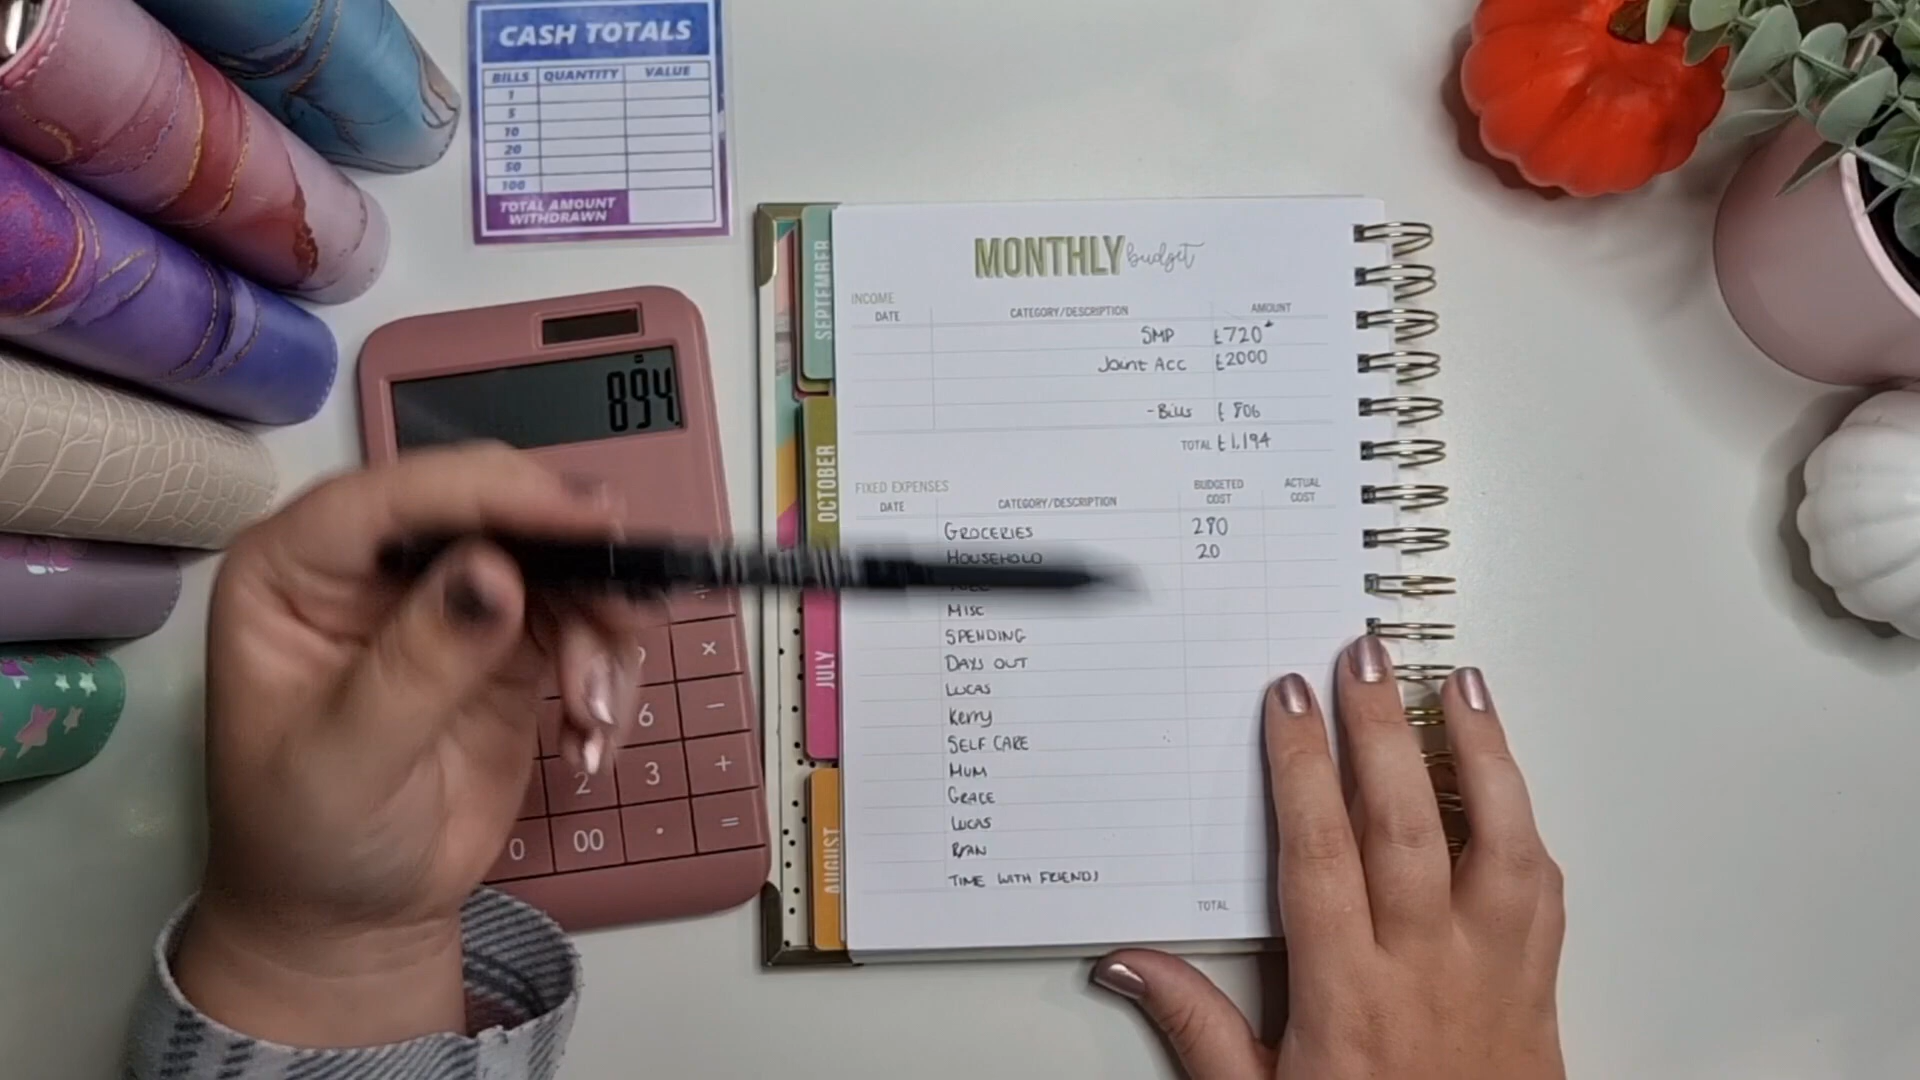 CASH TOTALS
BILLS QUANTITY VALUE
1
5
10
20
50
100
TOTAL AMOUNT
WITHDRAWN
894.
×
6 −
2 3 +
0 00 . =
SEPTEMBER
OCTOBER
JULY
AUGUST
MONTHLY budget
INCOME
DATE CATEGORY/DESCRIPTION AMOUNT
SMP £720*
Joint Acc £2000
-Bills £806
TOTAL £1,194
FIXED EXPENSES
DATE CATEGORY/DESCRIPTION BUDGETED COST ACTUAL COST
GROCERIES 280
HOUSEHOLD 20
MISC
SPENDING
DAYS OUT
LUCAS
Kerry
SELF CARE
MUM
GRACE
LUCAS
RYAN
TIME WITH FRIENDS
TOTAL